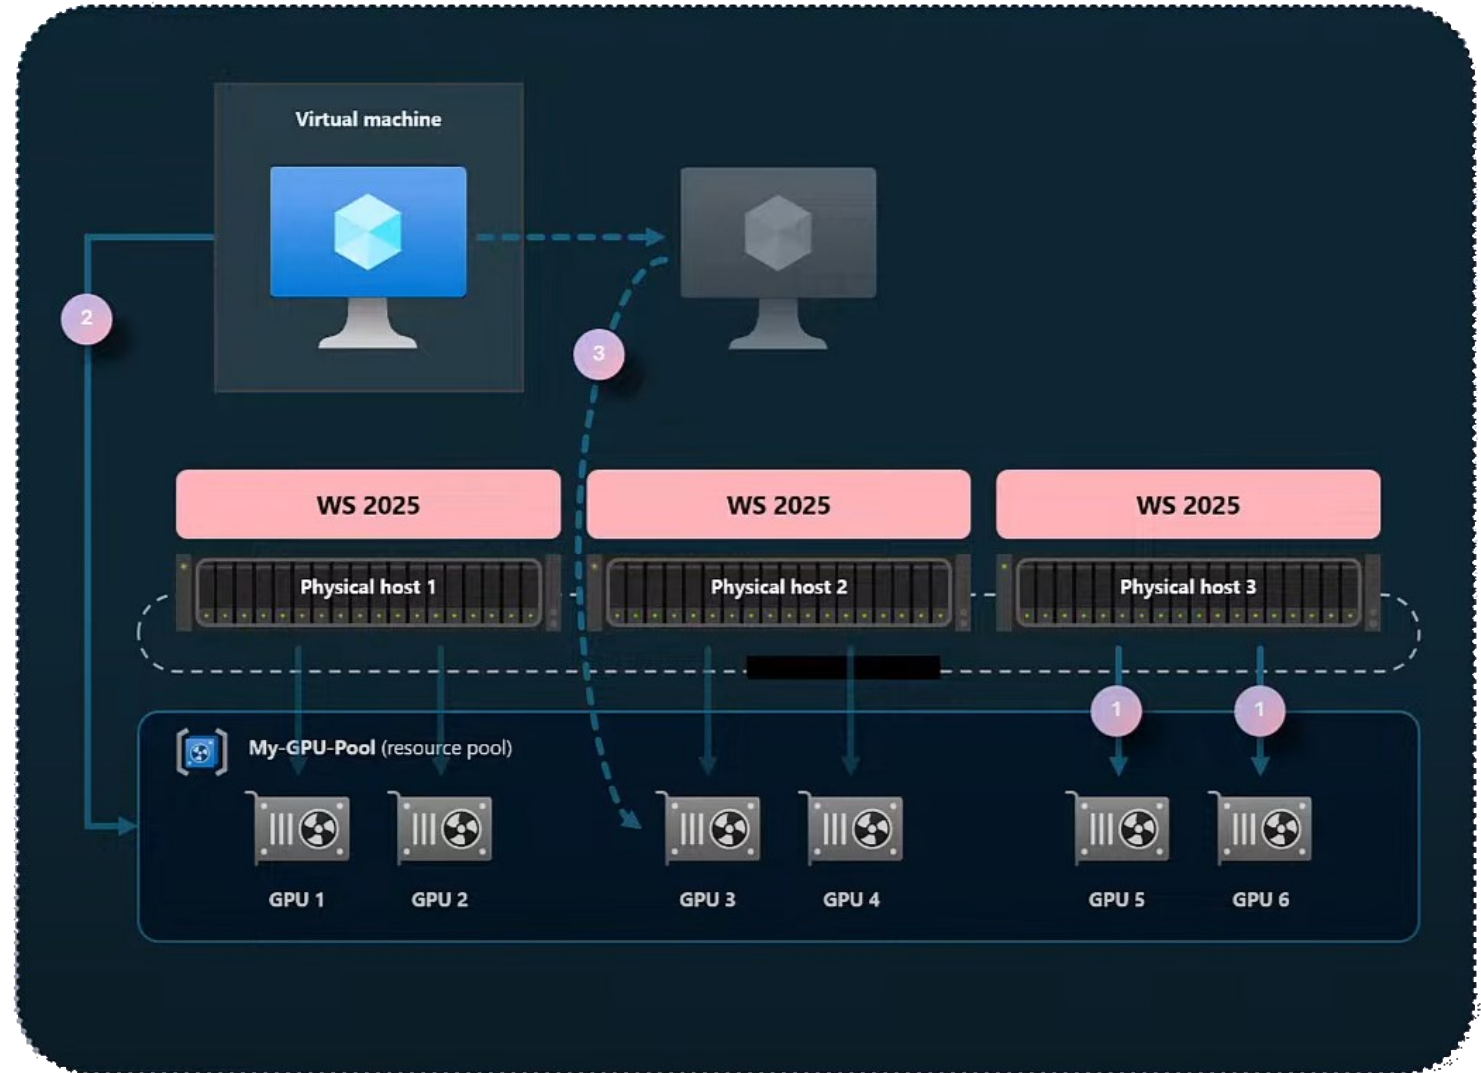 Virtual machine
2
3
WS 2025
WS 2025
WS 2025
Physical host 1
Physical host 2
Physical host 3
1
1
My-GPU-Pool (resource pool)
GPU 1
GPU 2
GPU 3
GPU 4
GPU 5
GPU 6